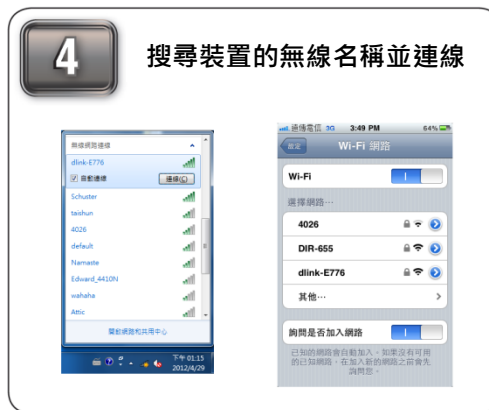 4
搜尋裝置的無線名稱並連線
無線網路連線
dlink-E776
自動連線
連線(C)
Schuster
taishun
4026
default
Namaste
Edward_4410N
wahaha
Attic
開啟網路和共用中心
下午 01:15
2012/4/29
遠傳電信 3G 3:49 PM 64%
設定 Wi-Fi 網路
Wi-Fi
選擇網路…
4026
DIR-655
dlink-E776
其他…
詢問是否加入網路
已知的網路會自動加入。如果沒有可用
的已知網路，在加入新的網路之前會先
詢問您。